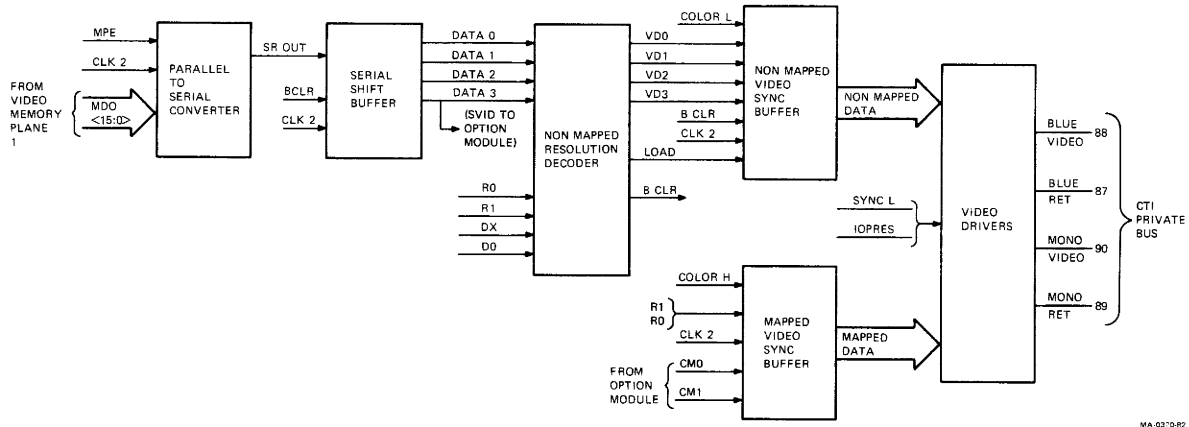 MPE
CLK 2
FROM
VIDEO
MEMORY
PLANE
1
MDO
<15:0>
PARALLEL
TO
SERIAL
CONVERTER
SR OUT
BCLR
CLK 2
SERIAL
SHIFT
BUFFER
DATA 0
DATA 1
DATA 2
DATA 3
(SVID TO
OPTION
MODULE)
R0
R1
DX
D0
NON MAPPED
RESOLUTION
DECODER
COLOR L
VD0
VD1
VD2
VD3
B CLR
CLK 2
LOAD
B CLR
NON MAPPED
VIDEO
SYNC
BUFFER
NON MAPPED
DATA
SYNC L
IOPRES
COLOR H
R1
R0
CLK 2
FROM
OPTION
MODULE
CM0
CM1
MAPPED
VIDEO
SYNC
BUFFER
MAPPED
DATA
VIDEO
DRIVERS
BLUE
VIDEO
88
BLUE
RET
87
MONO
VIDEO
90
MONO
RET
89
CTI
PRIVATE
BUS